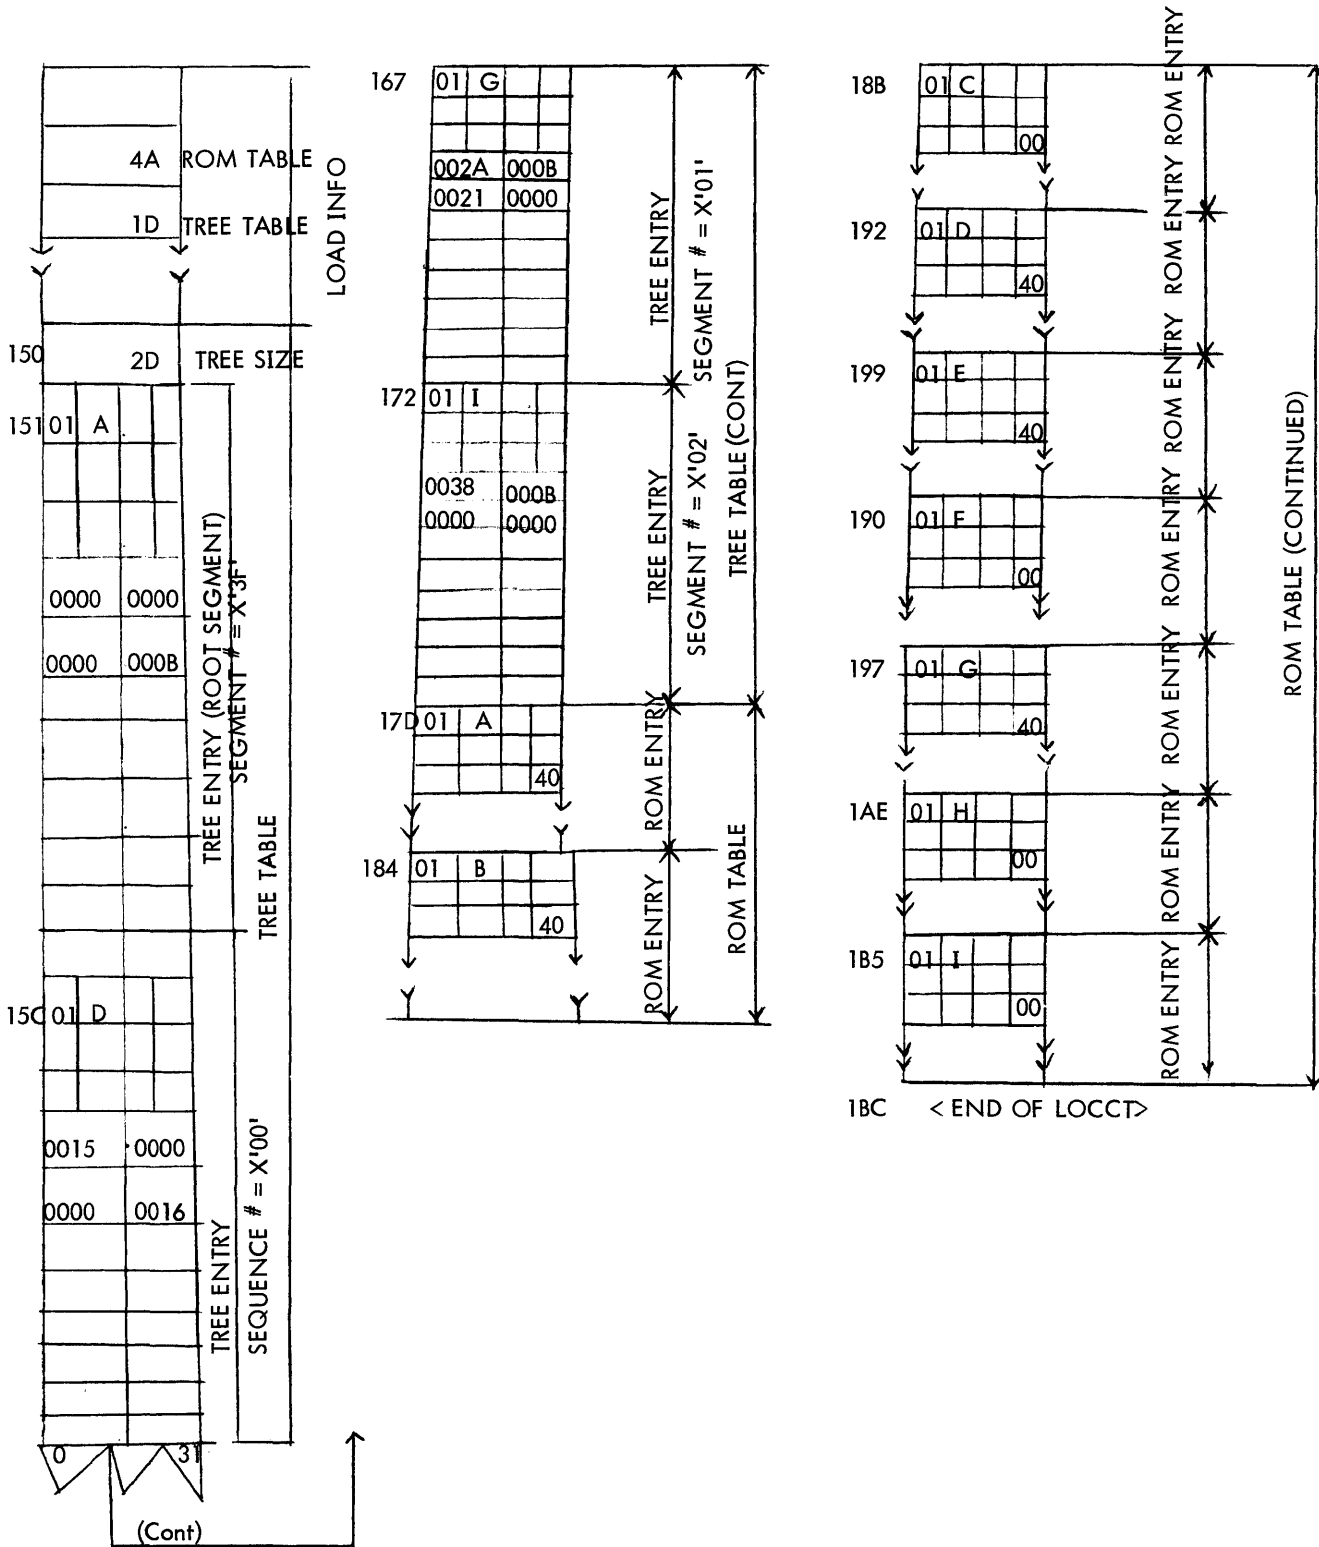 4A ROM TABLE
1D TREE TABLE
LOAD INFO
150 2D TREE SIZE
151 01 A
0000 0000
0000 000B
TREE ENTRY (ROOT SEGMENT)
SEGMENT # = X'3F'
TREE TABLE
15C 01 D
0015 0000
0000 0016
TREE ENTRY
SEQUENCE # = X'00'
0 31
(Cont)
167 01 G
002A 000B
0021 0000
TREE ENTRY
SEGMENT # = X'01'
172 01 I
0038 000B
0000 0000
TREE ENTRY
SEGMENT # = X'02'
TREE TABLE (CONT)
17D 01 A
40
ROM ENTRY
184 01 B
40
ROM ENTRY
ROM TABLE
18B 01 C
00
ROM ENTRY
192 01 D
40
ROM ENTRY
199 01 E
40
ROM ENTRY
190 01 F
00
ROM ENTRY
197 01 G
40
ROM ENTRY
1AE 01 H
00
ROM ENTRY
1B5 01 I
00
ROM ENTRY
ROM ENTRY
ROM TABLE (CONTINUED)
1BC < END OF LOCCT>